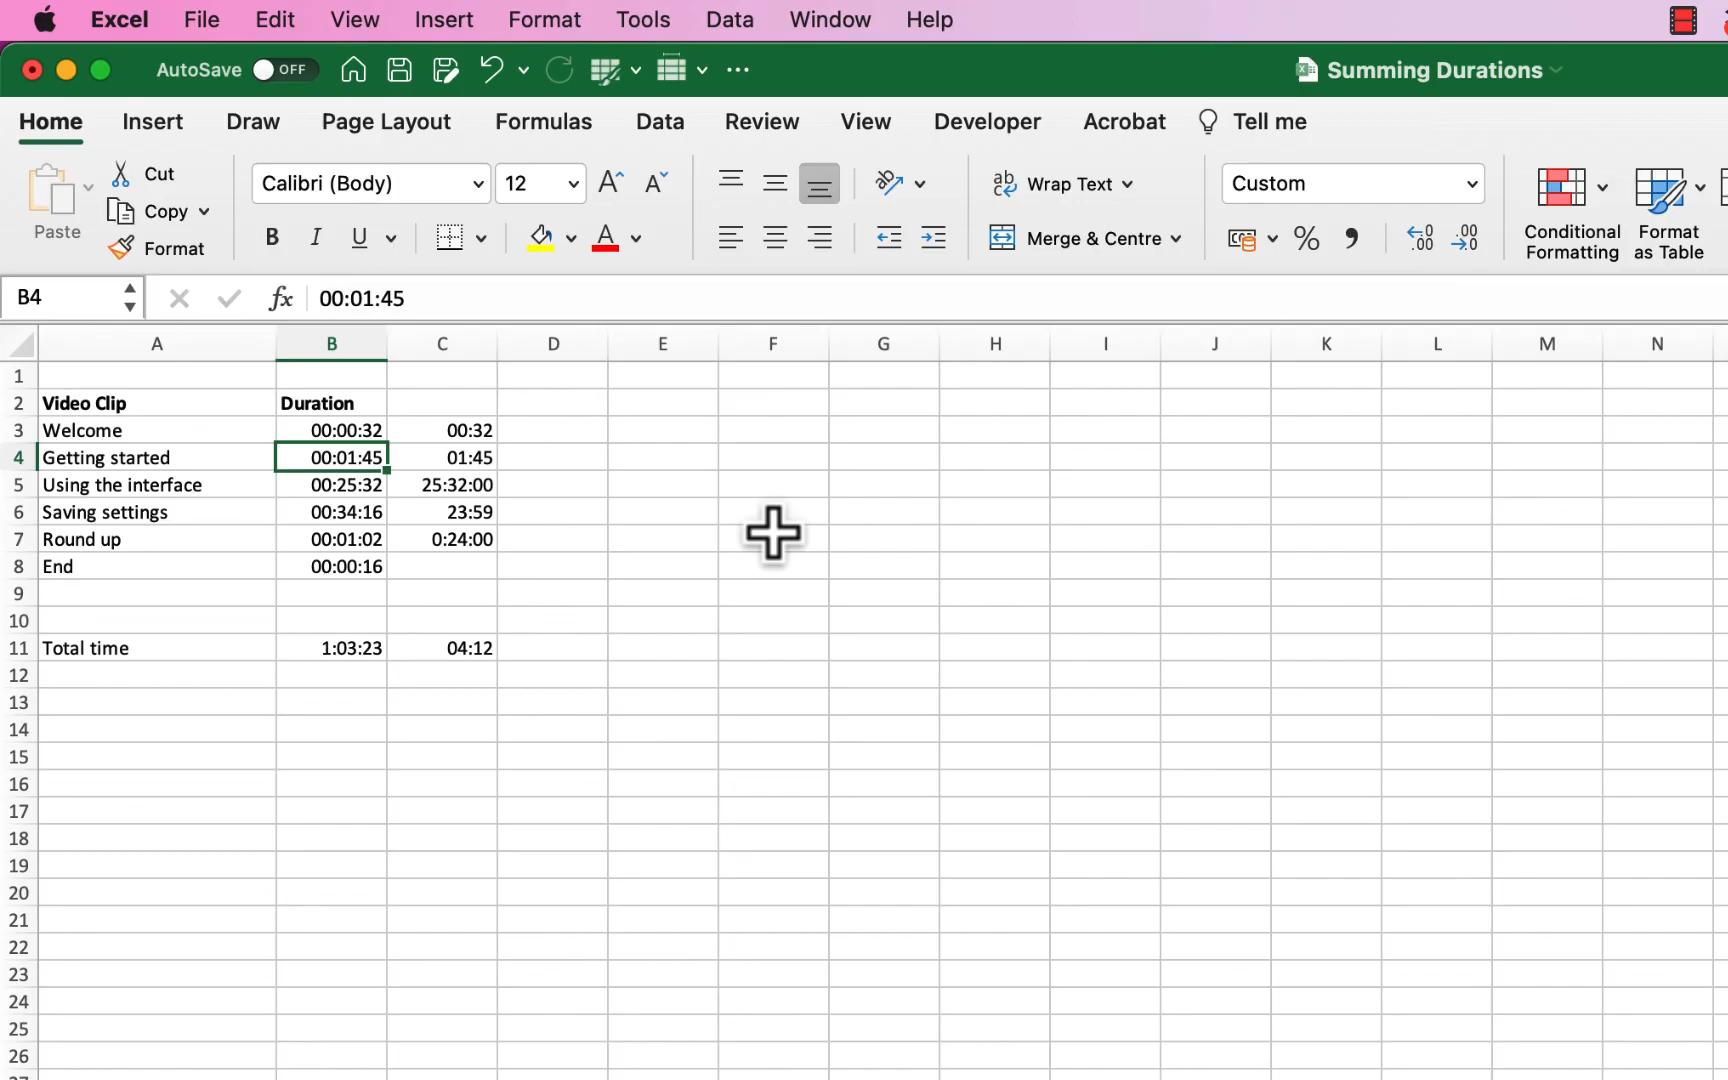 Excel File Edit View Insert Format Tools Data Window Help
AutoSave OFF Summing Durations
Home Insert Draw Page Layout Formulas Data Review View Developer Acrobat Tell me
Paste Cut Copy Format
Calibri (Body) 12
B I U A
ab Wrap Text
Merge & Centre
Custom
% 
Conditional Formatting
Format as Table
B4 fx 00:01:45
A B C D E F G H I J K L M N
1
2 Video Clip Duration
3 Welcome 00:00:32 00:32
4 Getting started 00:01:45 01:45
5 Using the interface 00:25:32 25:32:00
6 Saving settings 00:34:16 23:59
7 Round up 00:01:02 0:24:00
8 End 00:00:16
9
10
11 Total time 1:03:23 04:12
12
13
14
15
16
17
18
19
20
21
22
23
24
25
26